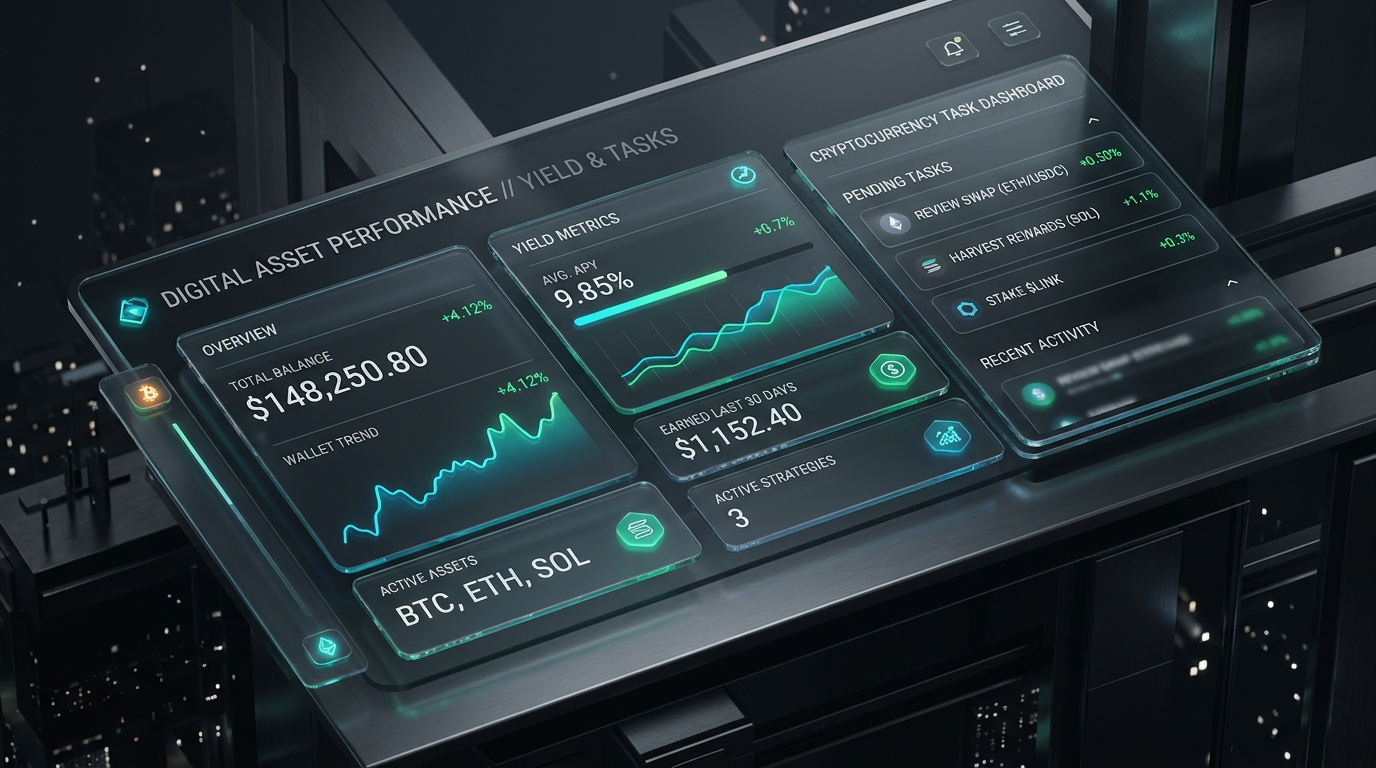 DIGITAL ASSET PERFORMANCE // YIELD & TASKS
OVERVIEW
+4.12%
TOTAL BALANCE
$148,250.80
WALLET TREND
+4.12%
ACTIVE ASSETS
BTC, ETH, SOL
YIELD METRICS
AVG. APY
+0.7%
9.85%
EARNED LAST 30 DAYS
$1,152.40
ACTIVE STRATEGIES
3
CRYPTOCURRENCY TASK DASHBOARD
PENDING TASKS
REVIEW SWAP (ETH/USDC)
+0.50%
HARVEST REWARDS (SOL)
+1.1%
STAKE $LINK
+0.3%
RECENT ACTIVITY